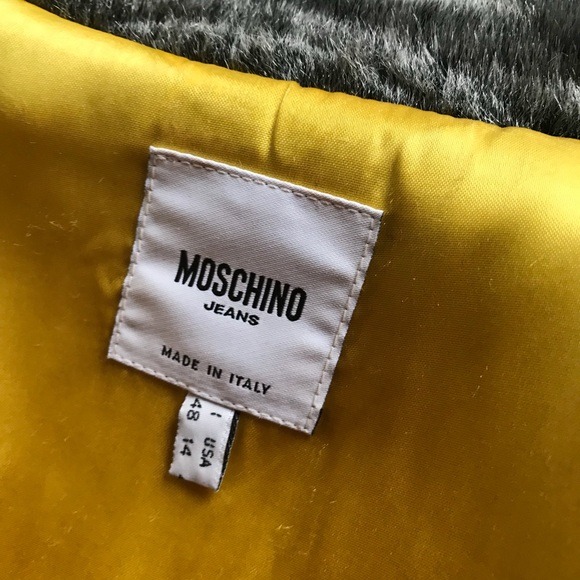 MOSCHINO
JEANS
MADE IN ITALY
I USA
48 14